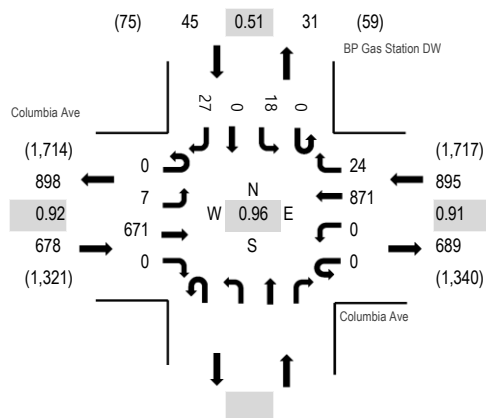 (75) 45 0.51 31 (59)
BP Gas Station DW
27 0 18 0
Columbia Ave
(1,714) 0 24 (1,717)
898 7 N 871 895
0.92 W 0.96 E 0.91
671 0
678 S 689
0 0
(1,321) (1,340)
Columbia Ave